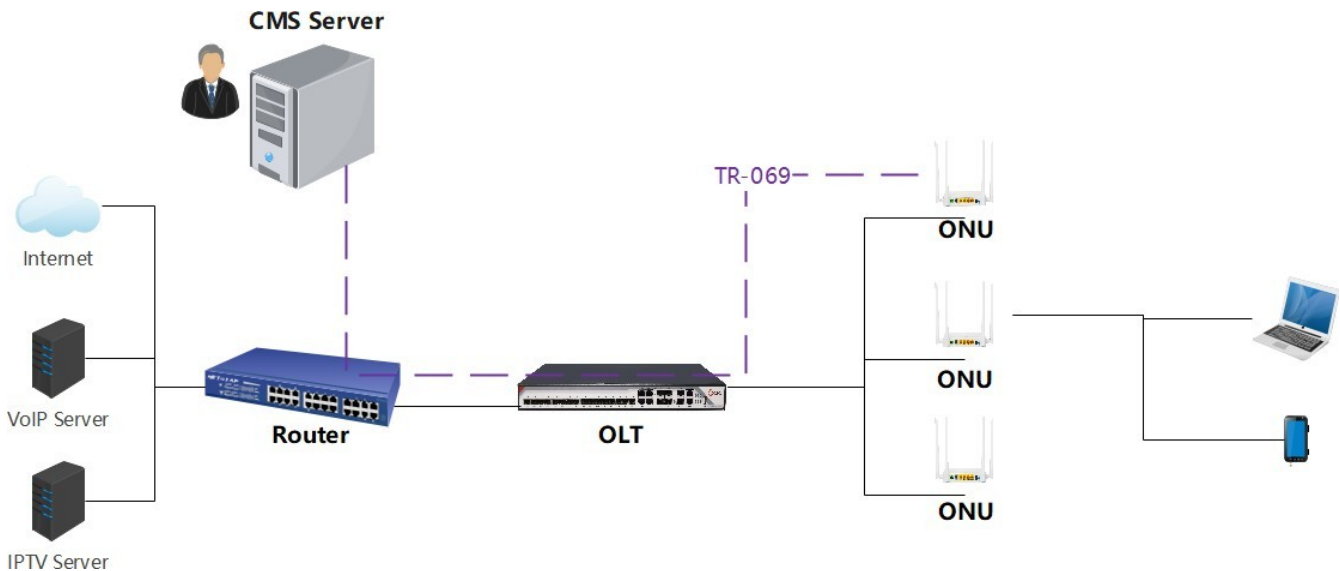 CMS Server
TR-069
ONU
Internet
ONU
VoIP Server
Router
OLT
ONU
IPTV Server